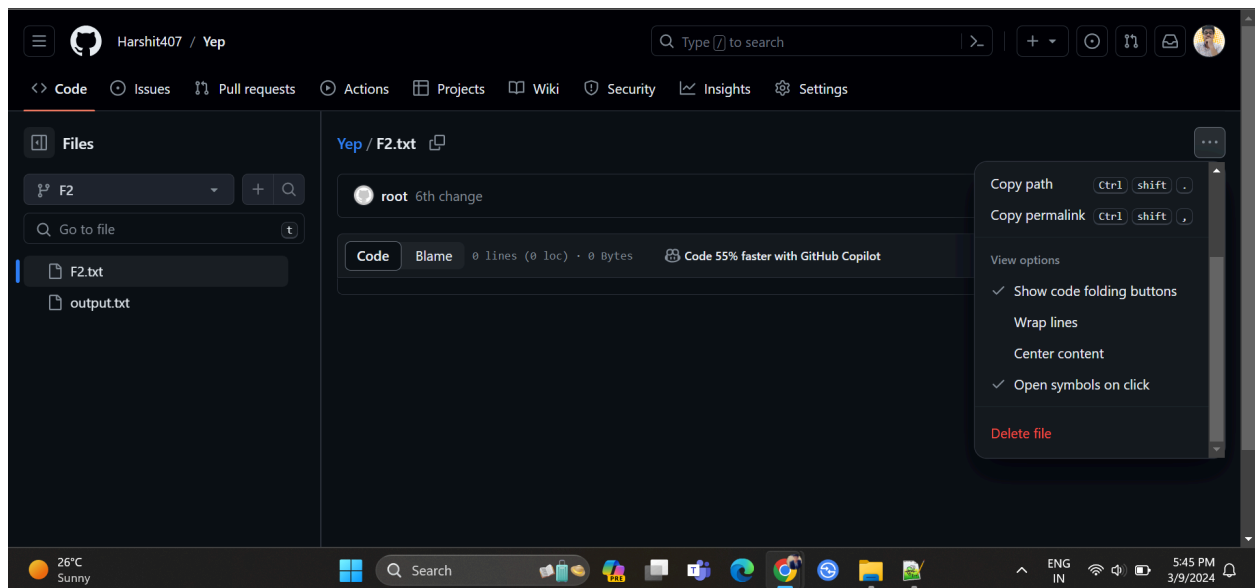 Harshit407 / Yep
Type / to search
Code Issues Pull requests Actions Projects Wiki Security Insights Settings
Files
F2
Go to file t
F2.txt
output.txt
Yep / F2.txt
root 6th change
Code Blame 0 lines (0 loc) · 0 Bytes Code 55% faster with GitHub Copilot
Copy path Ctrl shift .
Copy permalink Ctrl shift ,
View options
Show code folding buttons
Wrap lines
Center content
Open symbols on click
Delete file
26°C
Sunny
Search
PRE
ENG
IN
5:45 PM
3/9/2024